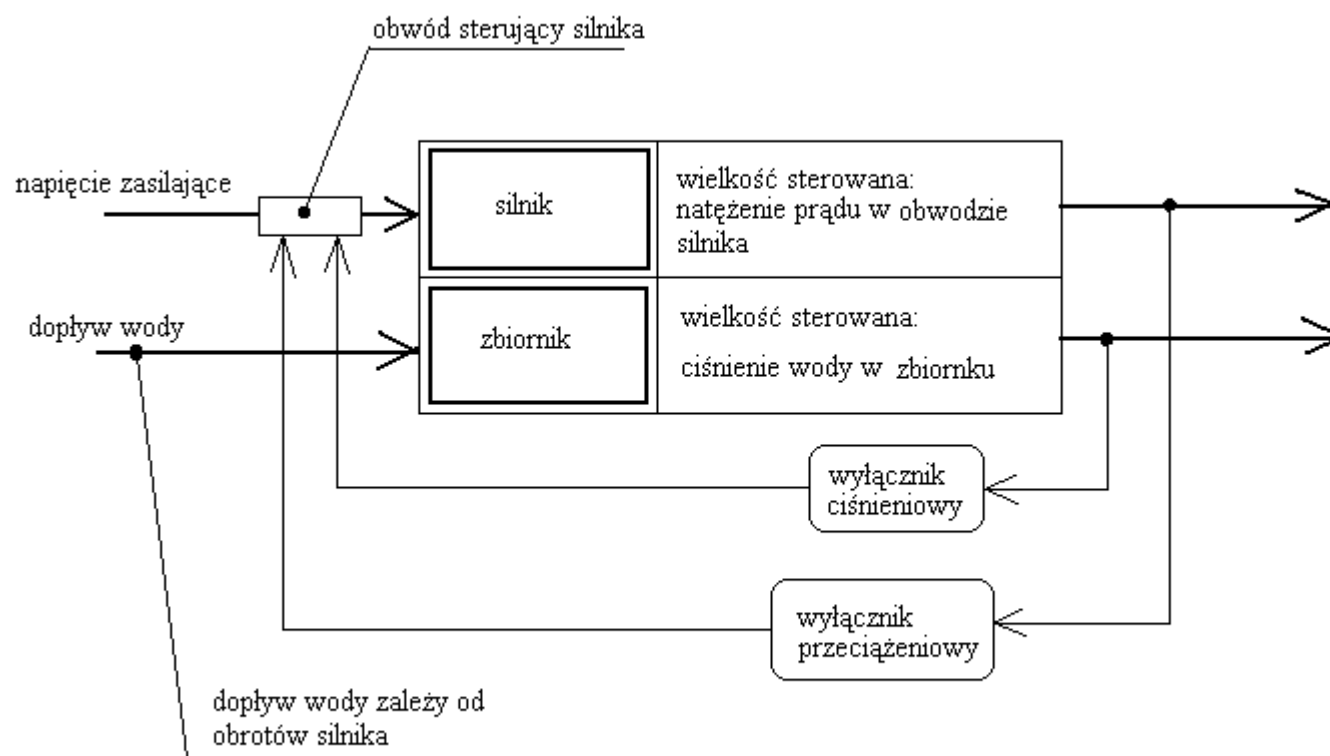 obwód sterujący silnika
napięcie zasilające
silnik
wielkość sterowana:
natężenie prądu w obwodzie
silnika
dopływ wody
zbiornik
wielkość sterowana:
ciśnienie wody w zbiornku
wyłącznik
ciśnieniowy
wyłącznik
przeciążeniowy
dopływ wody zależy od
obrotów silnika